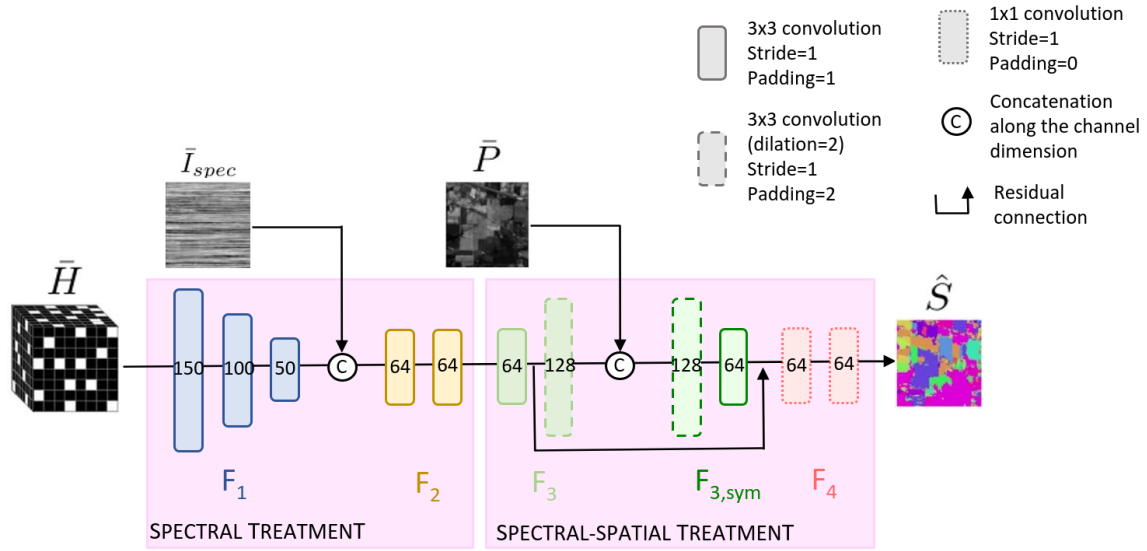 3x3 convolution
Stride=1
Padding=1
1x1 convolution
Stride=1
Padding=0
3x3 convolution
(dilation=2)
Stride=1
Padding=2
C
Concatenation
along the channel
dimension
Residual
connection
Ī_spec
P̄
H̄
Ŝ
150
100
50
C
64
64
64
128
C
128
64
64
64
F₁
F₂
F₃
F₃,sym
F₄
SPECTRAL TREATMENT
SPECTRAL-SPATIAL TREATMENT